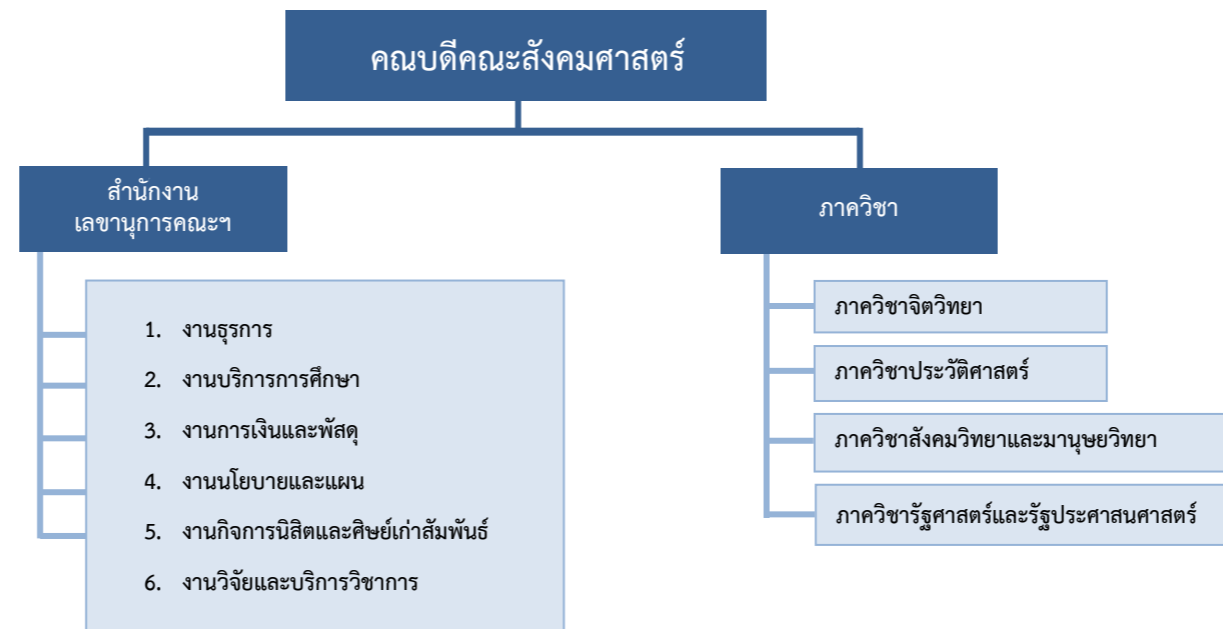 คณบดีคณะสังคมศาสตร์
สำนักงาน
เลขานุการคณะฯ
1. งานธุรการ
2. งานบริการการศึกษา
3. งานการเงินและพัสดุ
4. งานนโยบายและแผน
5. งานกิจการนิสิตและศิษย์เก่าสัมพันธ์
6. งานวิจัยและบริการวิชาการ
ภาควิชา
ภาควิชาจิตวิทยา
ภาควิชาประวัติศาสตร์
ภาควิชาสังคมวิทยาและมานุษยวิทยา
ภาควิชารัฐศาสตร์และรัฐประศาสนศาสตร์